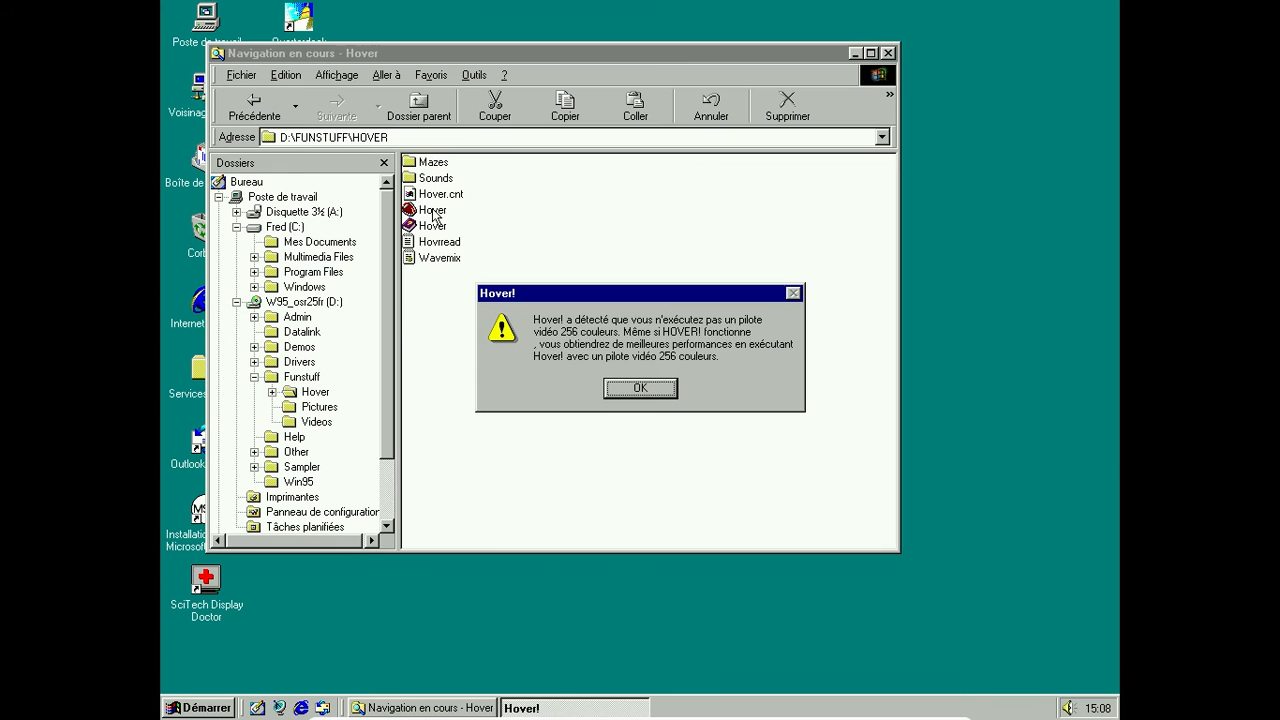 Poste de travail
Navigation en cours - Hover
Fichier Edition Affichage Aller à Favoris Outils ?
Précédente Suivante Dossier parent Couper Copier Coller Annuler Supprimer
»
Adresse D:\FUNSTUFF\HOVER
Dossiers
Bureau
Poste de travail
Disquette 3½ (A:)
Fred (C:)
Mes Documents
Multimedia Files
Program Files
Windows
W95_osr25fr (D:)
Admin
Datalink
Demos
Drivers
Funstuff
Hover
Pictures
Videos
Help
Other
Sampler
Win95
Imprimantes
Panneau de configuration
Tâches planifiées
Mazes
Sounds
Hover.cnt
Hover
Hover
Hovrread
Wavemix
Hover!
Hover! a détecté que vous n'exécutez pas un pilote
vidéo 256 couleurs. Même si HOVER! fonctionne
, vous obtiendrez de meilleures performances en exécutant
Hover! avec un pilote vidéo 256 couleurs.
OK
Voisinag
Boîte de
Corb
Internet
Services
Outlook
Installation
Microsoft
SciTech Display
Doctor
Démarrer
Navigation en cours - Hover
Hover!
15:08